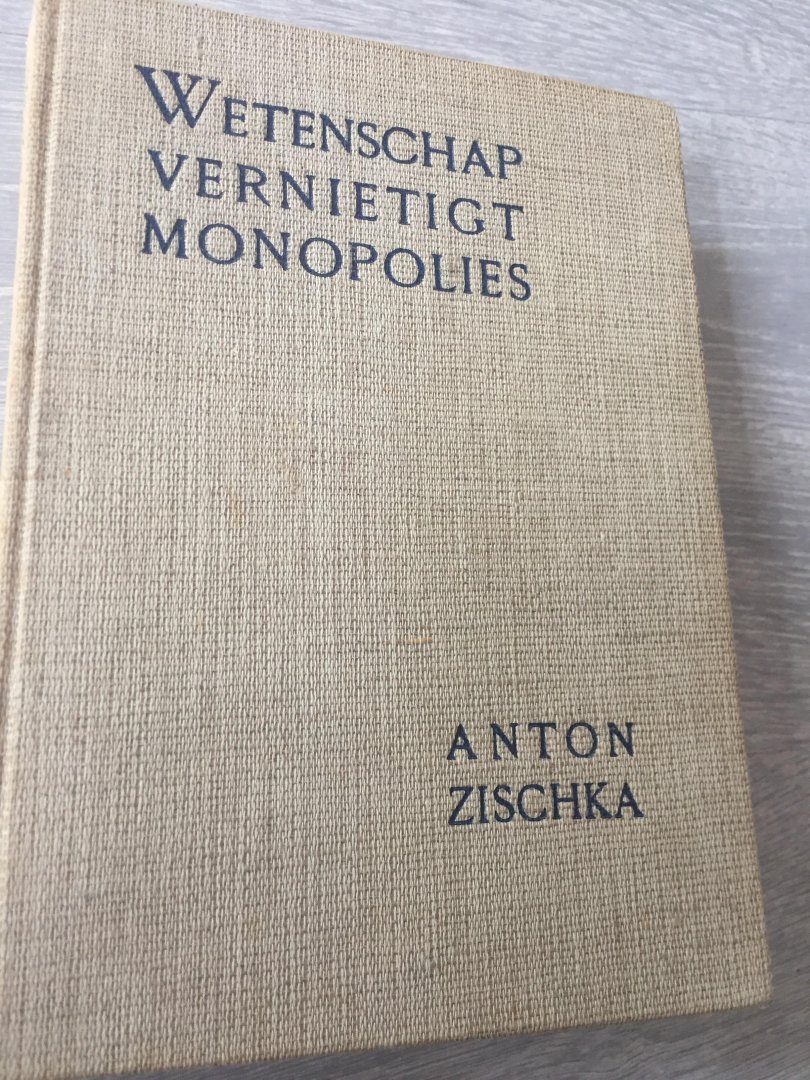 WETENSCHAP
VERNIETIGT
MONOPOLIES
ANTON
ZISCHKA